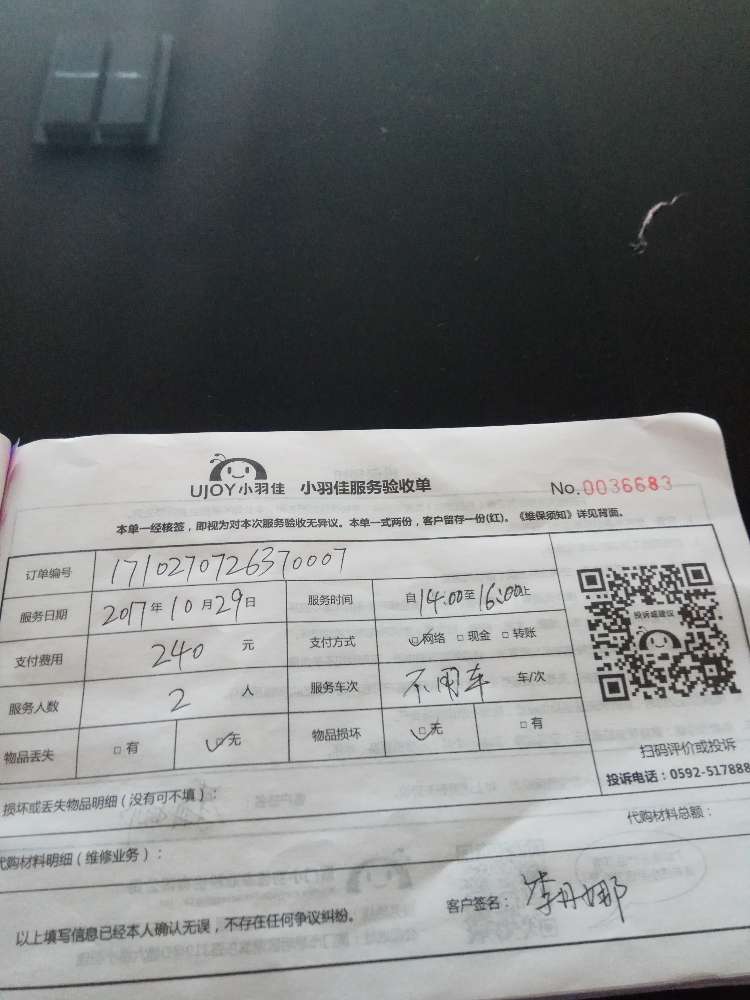 UJOY小羽佳 小羽佳服务验收单 No.0036683
本单一经核签，即视为对本次服务验收无异议。本单一式两份，客户留存一份(红)。《维保须知》详见背面。
订单编号 1710270726370007
服务日期 2017年10月29日 服务时间 自14:00至16:00止
支付费用 240 元 支付方式 □网络 □现金 □转账
服务人数 2 人 服务车次 不用车 车/次
物品丢失 □有 □无 物品损坏 □无 □有
投诉或建议
扫码评价或投诉
投诉电话：0592-517888
损坏或丢失物品明细（没有可不填）：
代购材料总额：
代购材料明细（维修业务）：
以上填写信息已经本人确认无误，不存在任何争议纠纷。 客户签名：李丹娜